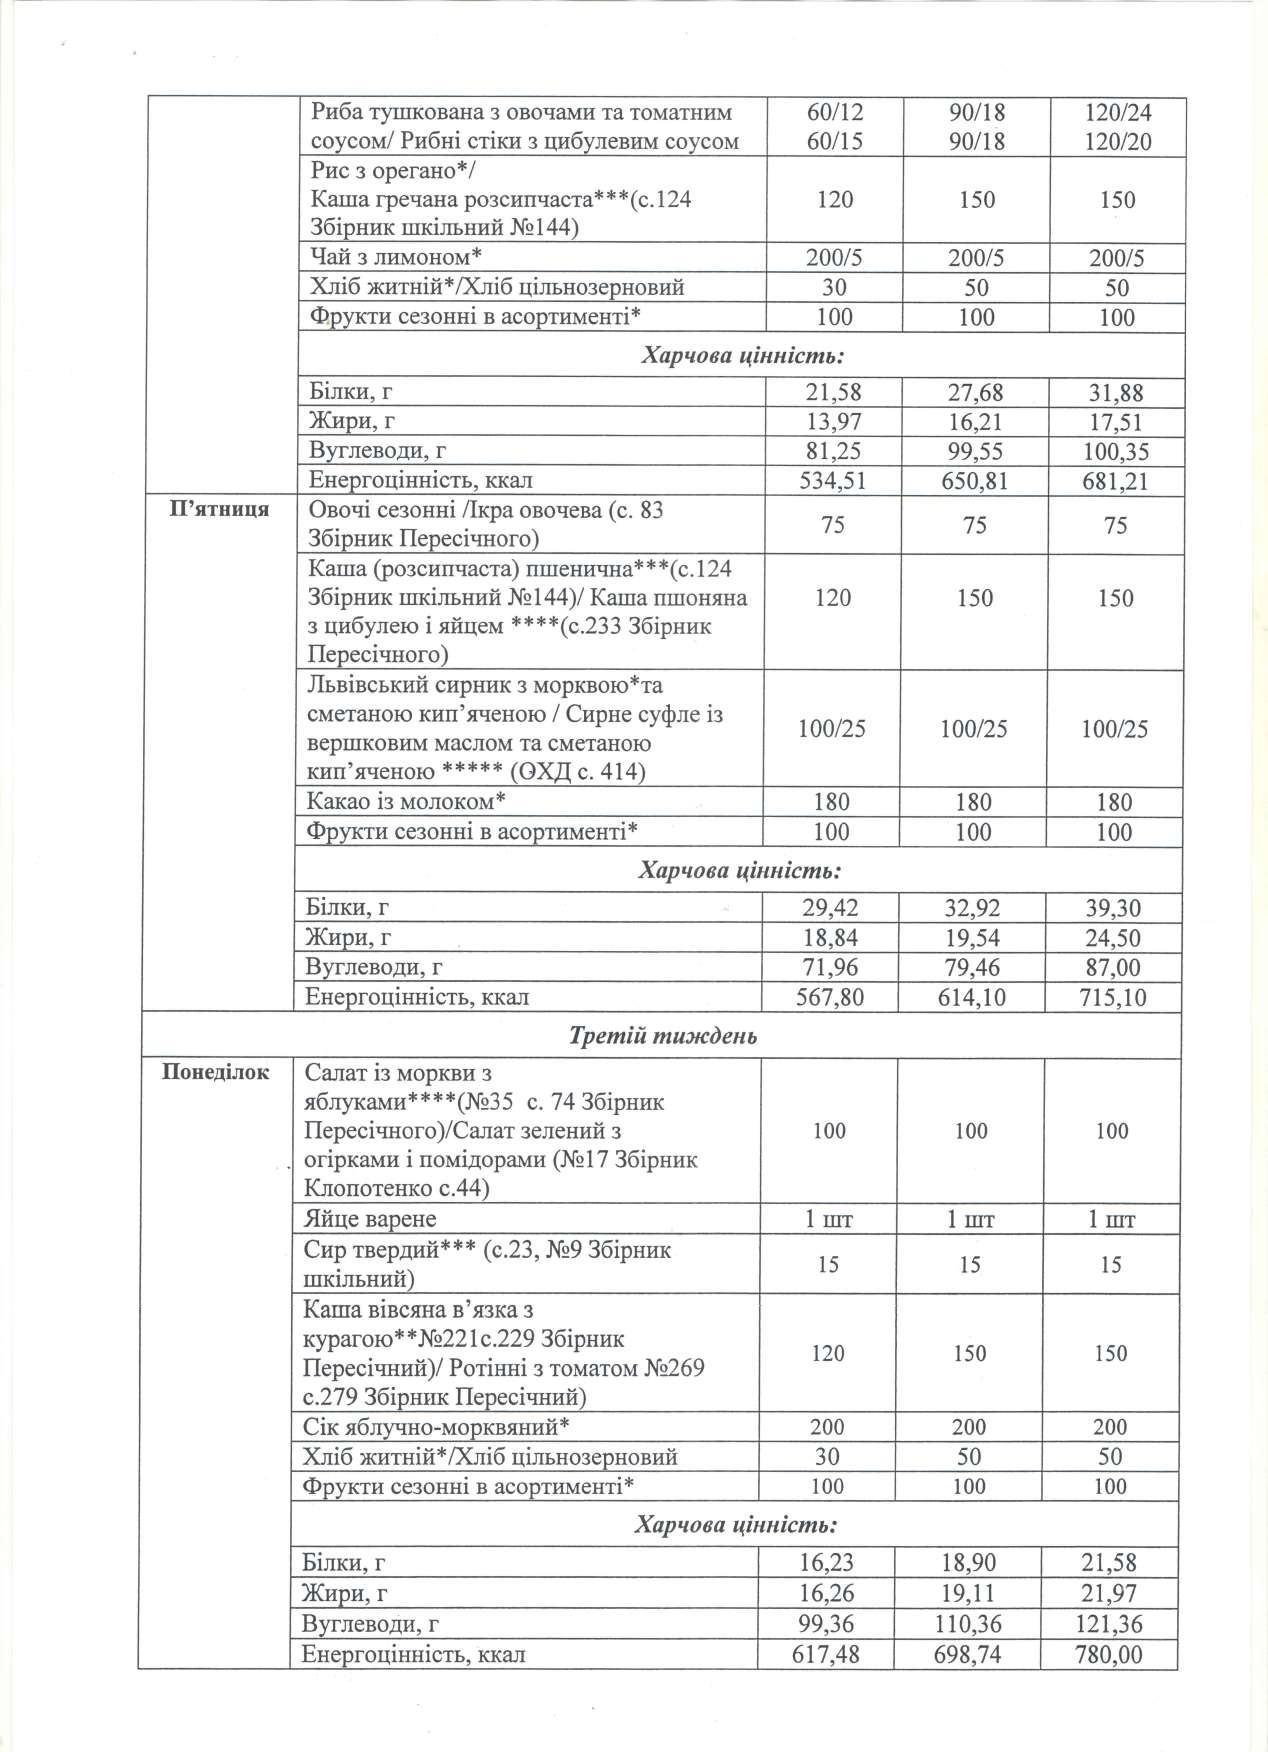 Риба тушкована з овочами та томатним 60/12 90/18 120/24
соусом/ Рибні стіки з цибулевим соусом 60/15 90/18 120/20
Рис з орегано*/
Каша гречана розсипчаста***(с.124 120 150 150
Збірник шкільний №144)
Чай з лимоном* 200/5 200/5 200/5
Хліб житній*/Хліб цільнозерновий 30 50 50
Фрукти сезонні в асортименті* 100 100 100
Харчова цінність:
Білки, г 21,58 27,68 31,88
Жири, г 13,97 16,21 17,51
Вуглеводи, г 81,25 99,55 100,35
Енергоцінність, ккал 534,51 650,81 681,21
П’ятниця Овочі сезонні /Ікра овочева (с. 83 75 75 75
Збірник Пересічного)
Каша (розсипчаста) пшенична***(с.124
Збірник шкільний №144)/ Каша пшоняна 120 150 150
з цибулею і яйцем ****(с.233 Збірник
Пересічного)
Львівський сирник з морквою*та
сметаною кип’яченою / Сирне суфле із 100/25 100/25 100/25
вершковим маслом та сметаною
кип’яченою ***** (ОХД с. 414)
Какао із молоком* 180 180 180
Фрукти сезонні в асортименті* 100 100 100
Харчова цінність:
Білки, г 29,42 32,92 39,30
Жири, г 18,84 19,54 24,50
Вуглеводи, г 71,96 79,46 87,00
Енергоцінність, ккал 567,80 614,10 715,10
Третій тиждень
Понеділок Салат із моркви з
яблуками****(№35 с. 74 Збірник
Пересічного)/Салат зелений з 100 100 100
огірками і помідорами (№17 Збірник
Клопотенко с.44)
Яйце варене 1 шт 1 шт 1 шт
Сир твердий*** (с.23, №9 Збірник 15 15 15
шкільний)
Каша вівсяна в’язка з
курагою**№221с.229 Збірник 120 150 150
Пересічний)/ Ротінні з томатом №269
с.279 Збірник Пересічний)
Сік яблучно-морквяний* 200 200 200
Хліб житній*/Хліб цільнозерновий 30 50 50
Фрукти сезонні в асортименті* 100 100 100
Харчова цінність:
Білки, г 16,23 18,90 21,58
Жири, г 16,26 19,11 21,97
Вуглеводи, г 99,36 110,36 121,36
Енергоцінність, ккал 617,48 698,74 780,00